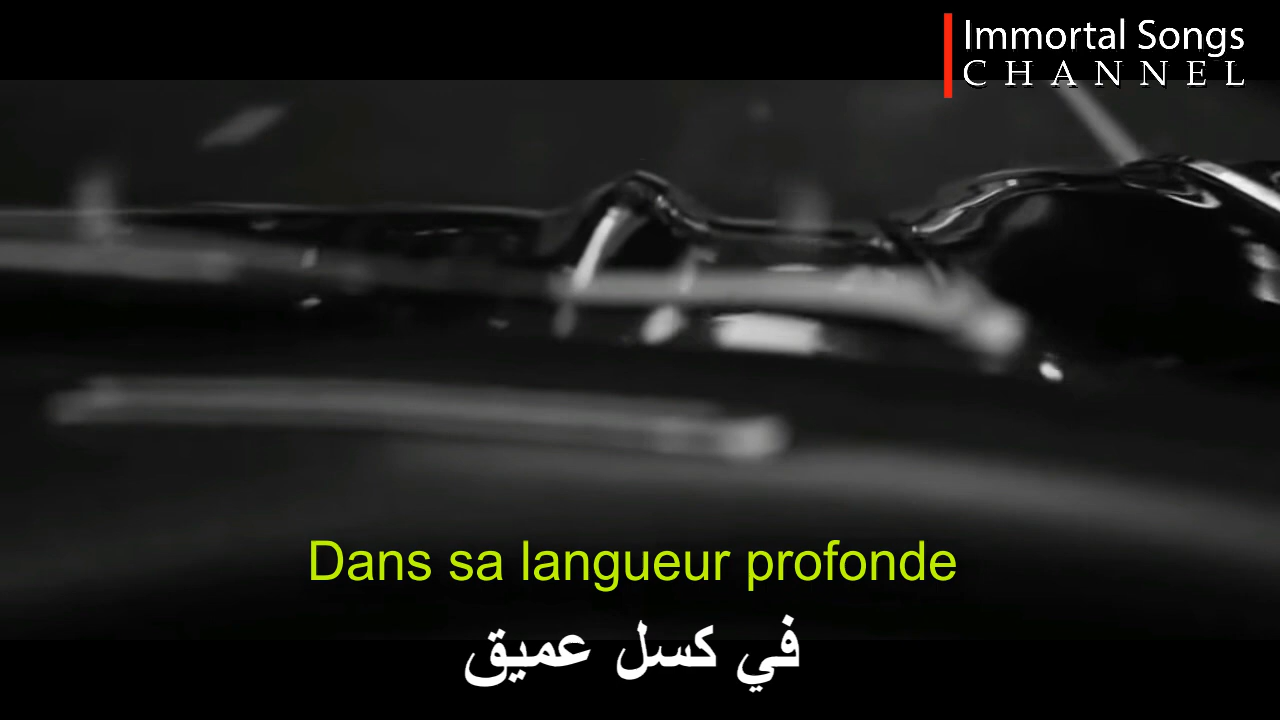 Immortal Songs
CHANNEL
Dans sa langueur profonde
في كسل عميق